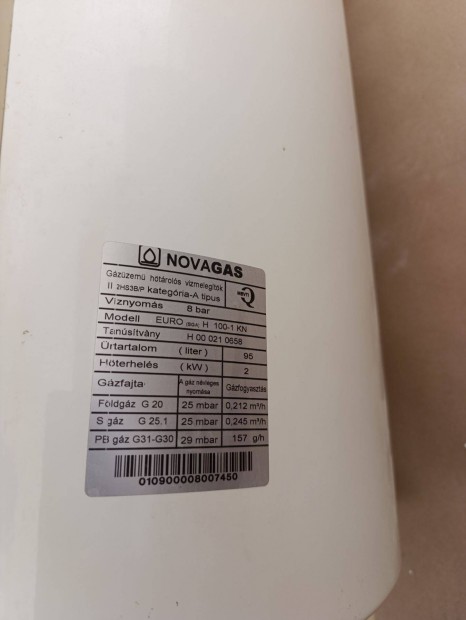 NOVAGAS
Gázüzemű hőtárolós vízmelegítők
II 2HS3B/P kategória-A típus
Víznyomás 8 bar
Modell EURO (SGA) H 100-1 KN
Tanúsítvány H 00 021 0658
Űrtartalom ( liter ) 95
Hőterhelés ( kW ) 2
Gázfajta A gáz névleges nyomása Gázfogyasztás
Földgáz G 20 25 mbar 0,212 m³/h
S gáz G 25.1 25 mbar 0,245 m³/h
PB gáz G31-G30 29 mbar 157 g/h
010900008007450